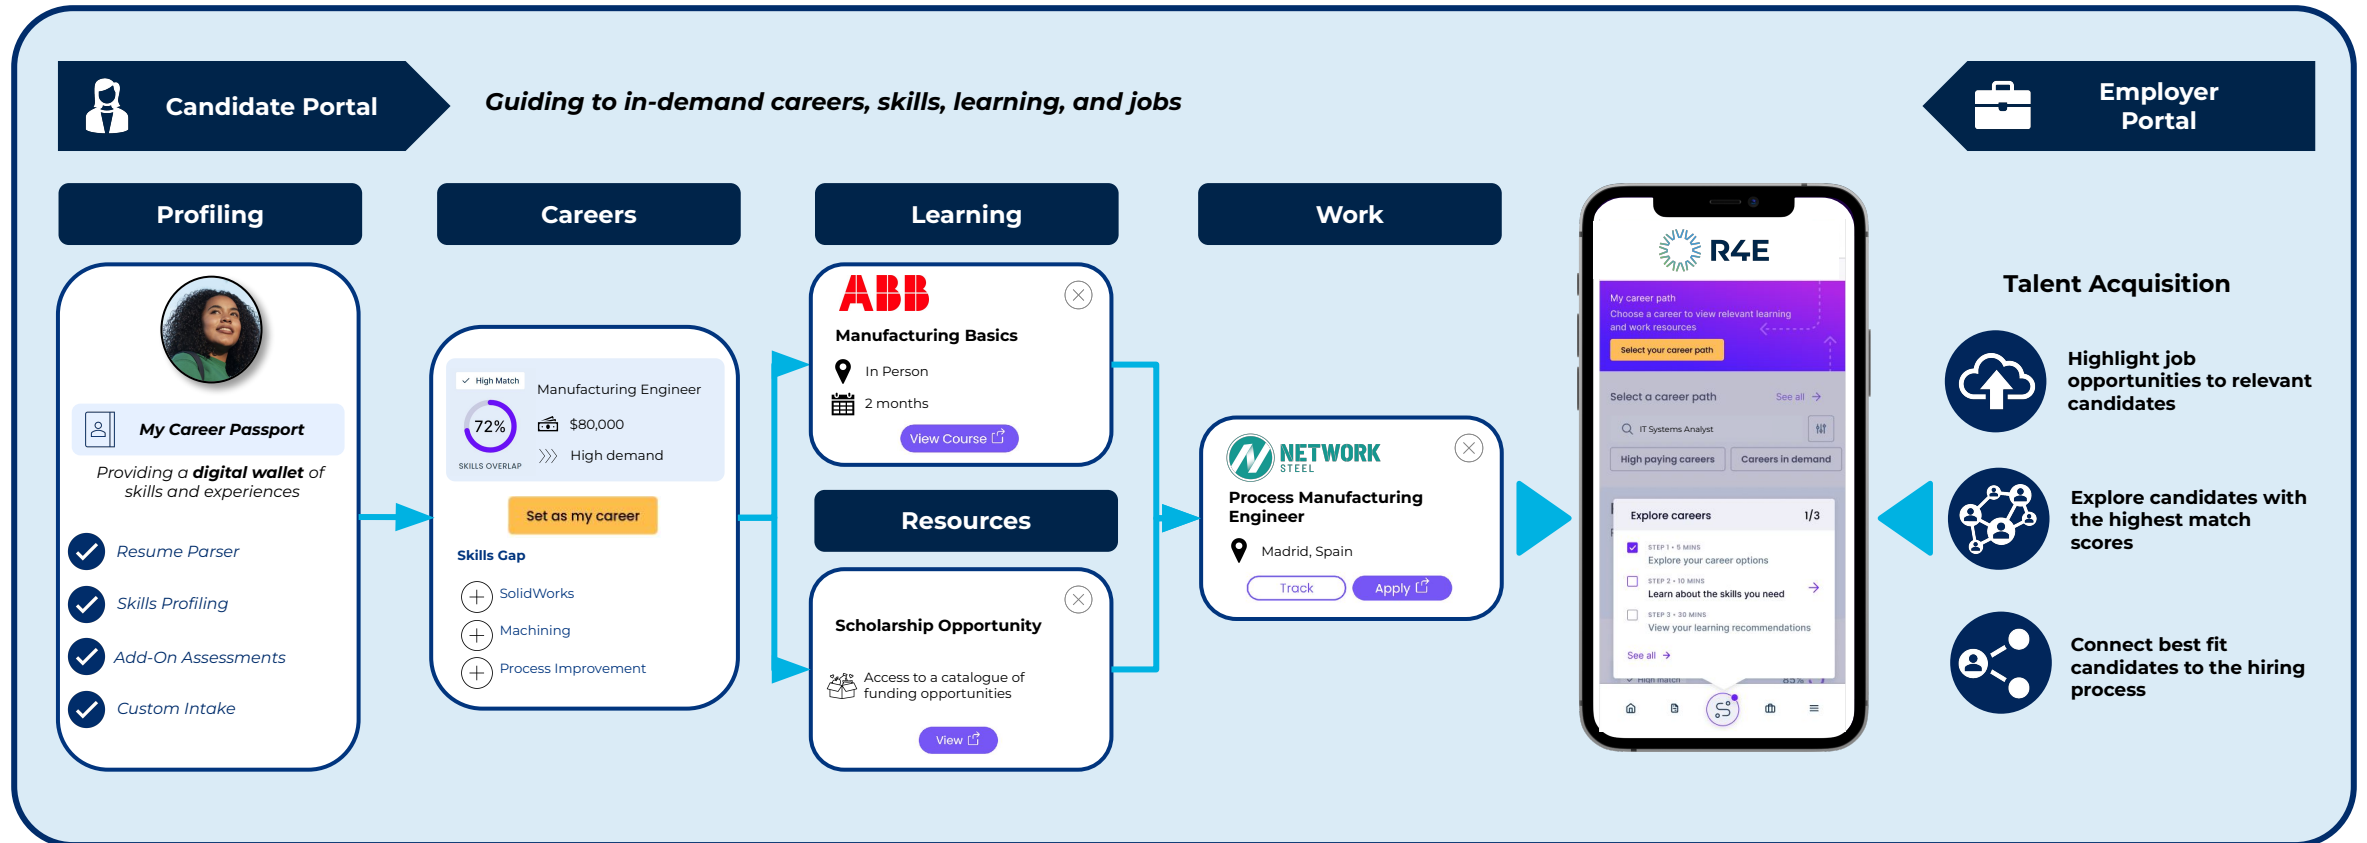 Candidate Portal
Guiding to in-demand careers, skills, learning, and jobs
Employer
Portal
Profiling
My Career Passport
Providing a digital wallet of
skills and experiences
Resume Parser
Skills Profiling
Add-On Assessments
Custom Intake
Careers
High Match
72%
SKILLS OVERLAP
Manufacturing Engineer
$80,000
High demand
Set as my career
Skills Gap
SolidWorks
Machining
Process Improvement
Learning
ABB
Manufacturing Basics
In Person
2 months
View Course
Resources
Scholarship Opportunity
Access to a catalogue of
funding opportunities
View
Work
NETWORK
STEEL
Process Manufacturing
Engineer
Madrid, Spain
Track
Apply
R4E
My career path
Choose a career to view relevant learning
and work resources
Select your career path
Select a career path
See all
IT Systems Analyst
High paying careers
Careers in demand
Explore careers
1/3
STEP 1 • 5 MINS
Explore your career options
STEP 2 • 10 MINS
Learn about the skills you need
STEP 3 • 30 MINS
View your learning recommendations
See all
High match
85%
Talent Acquisition
Highlight job
opportunities to relevant
candidates
Explore candidates with
the highest match
scores
Connect best fit
candidates to the hiring
process